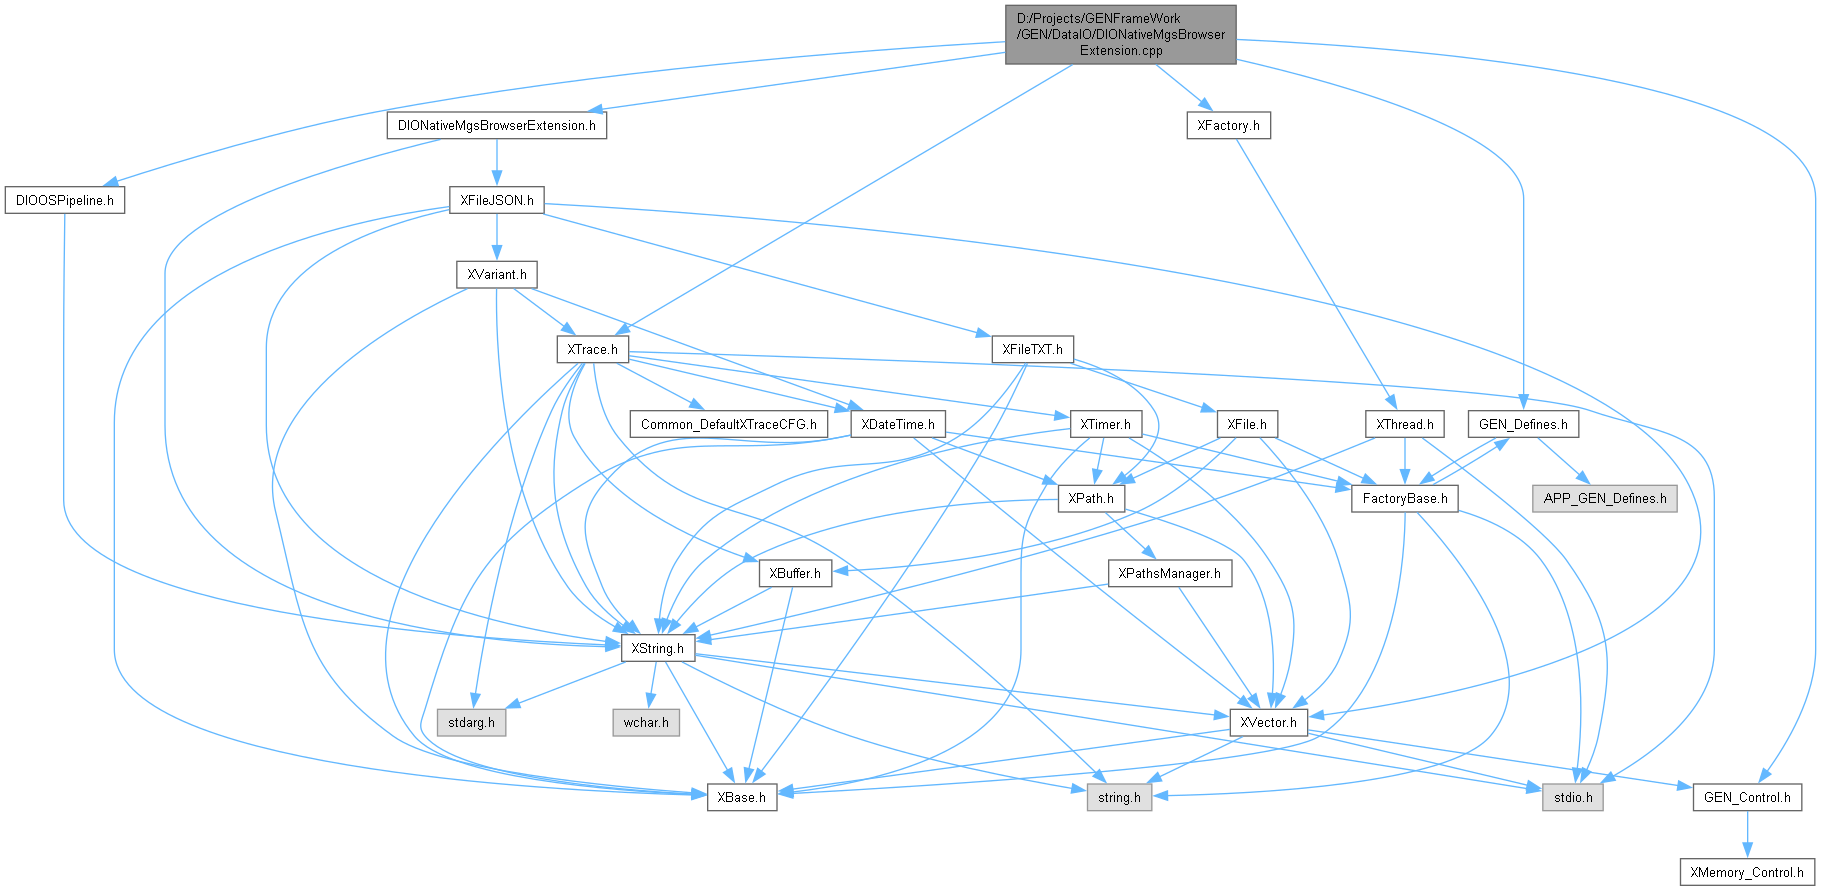 D:/Projects/GENFrameWork
/GEN/DataIO/DIONativeMgsBrowser
Extension.cpp
DIONativeMgsBrowserExtension.h
XFactory.h
DIOOSPipeline.h
XFileJSON.h
XVariant.h
XTrace.h
XFileTXT.h
Common_DefaultXTraceCFG.h
XDateTime.h
XTimer.h
XFile.h
XThread.h
GEN_Defines.h
XPath.h
FactoryBase.h
APP_GEN_Defines.h
XBuffer.h
XPathsManager.h
XString.h
stdarg.h
wchar.h
XVector.h
XBase.h
string.h
stdio.h
GEN_Control.h
XMemory_Control.h